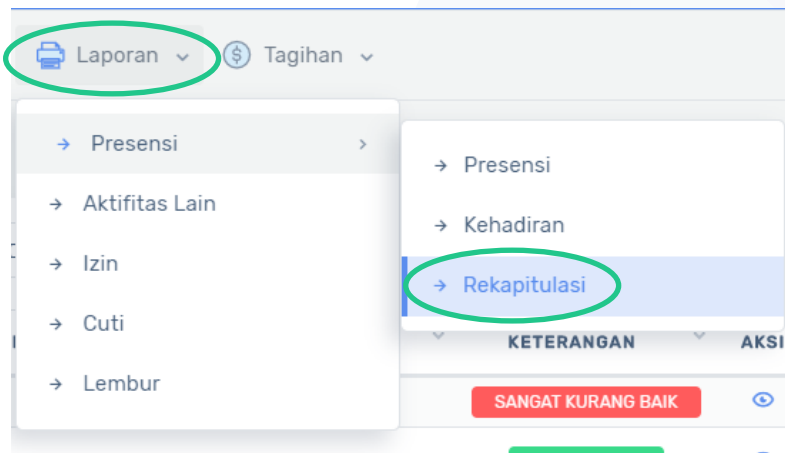 Laporan
Tagihan
Presensi
Aktifitas Lain
Izin
Cuti
Lembur
Presensi
Kehadiran
Rekapitulasi
KETERANGAN
AKSI
SANGAT KURANG BAIK